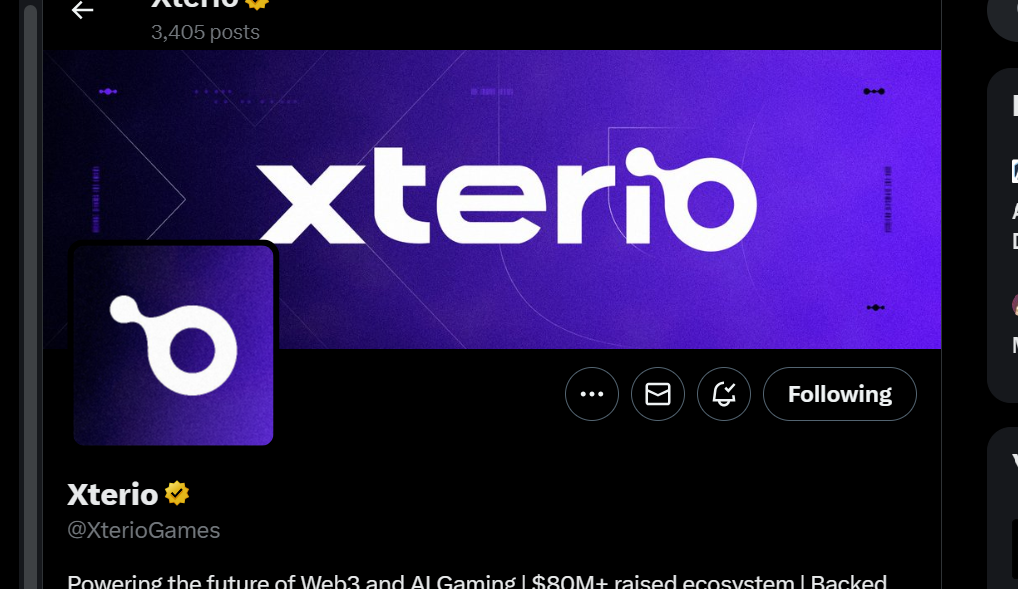 Xterio
3,405 posts
xterio
Following
Xterio
@XterioGames
Powering the future of Web3 and AI Gaming | $80M+ raised ecosystem | Backed